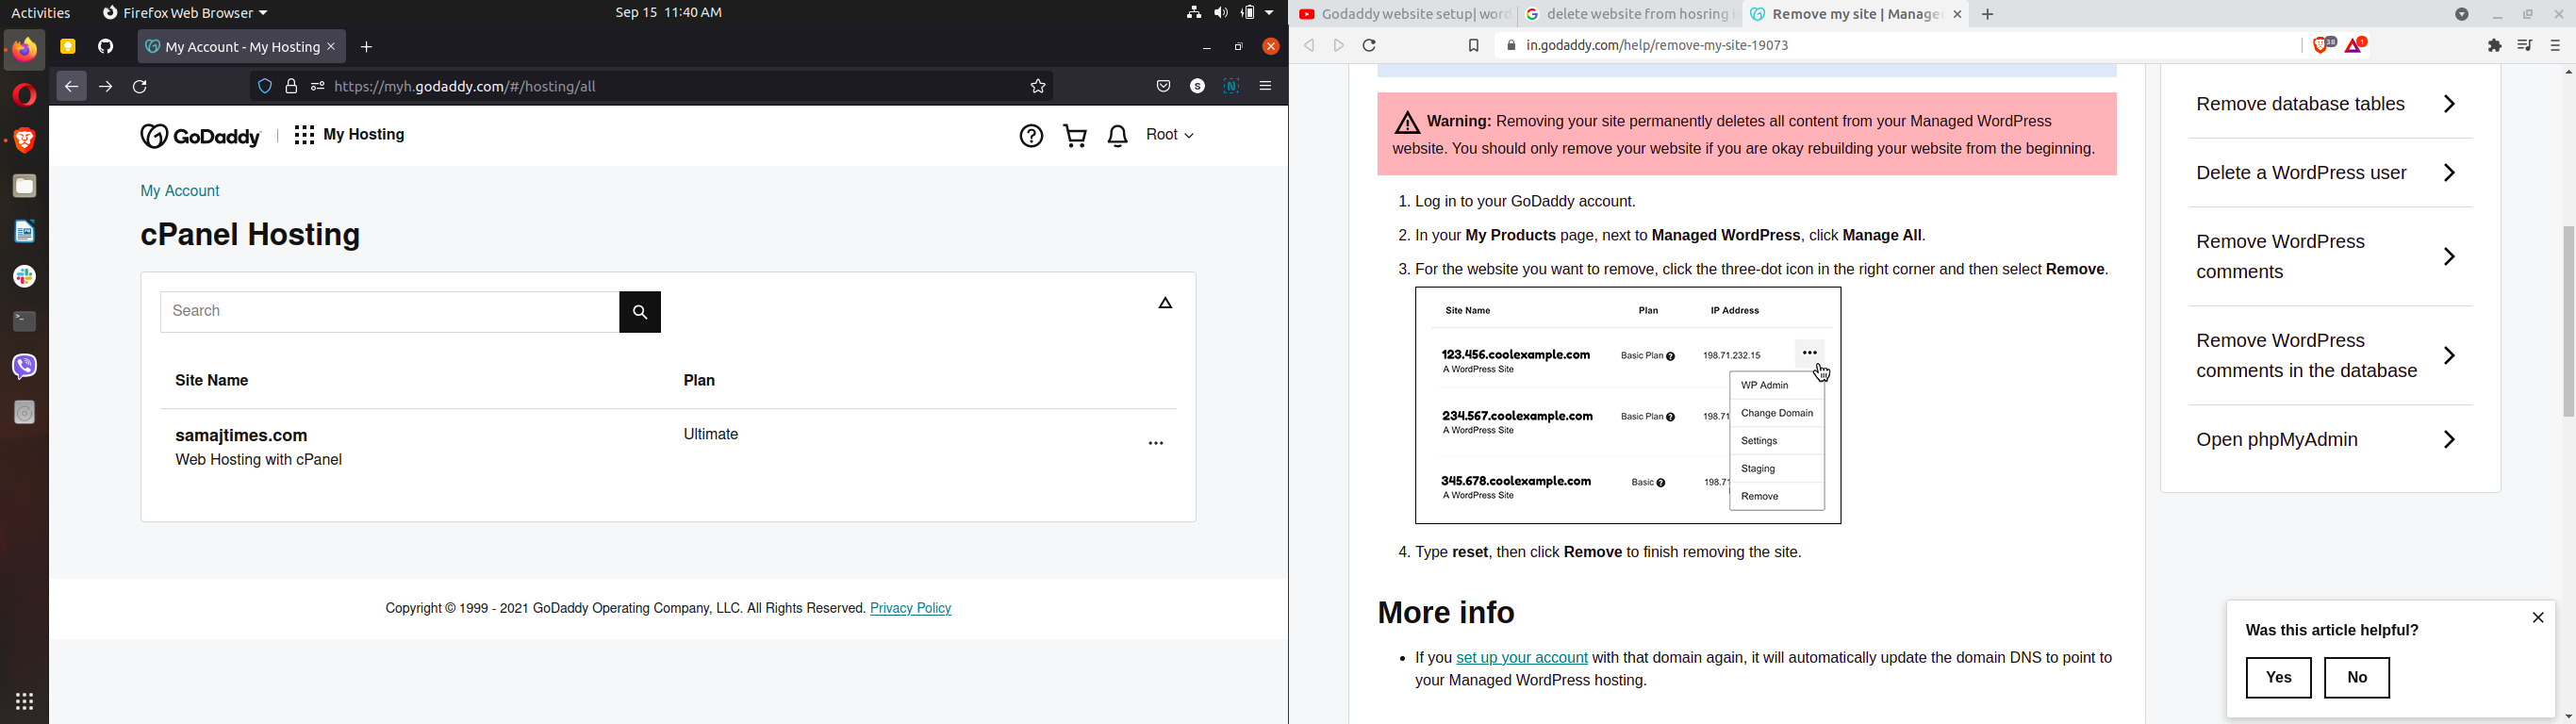 Activities
Firefox Web Browser
Sep 15 11:40 AM
My Account - My Hosting
https://myh.godaddy.com/#/hosting/all
GoDaddy
My Hosting
Root
My Account
cPanel Hosting
Search
Site Name Plan
samajtimes.com Ultimate
Web Hosting with cPanel
Copyright © 1999 - 2021 GoDaddy Operating Company, LLC. All Rights Reserved. Privacy Policy
Godaddy website setup| word
delete website from hosring i
Remove my site | Manage
in.godaddy.com/help/remove-my-site-19073
38
1
Warning: Removing your site permanently deletes all content from your Managed WordPress
website. You should only remove your website if you are okay rebuilding your website from the beginning.
1. Log in to your GoDaddy account.
2. In your My Products page, next to Managed WordPress, click Manage All.
3. For the website you want to remove, click the three-dot icon in the right corner and then select Remove.
Site Name Plan IP Address
123.456.coolexample.com Basic Plan 198.71.232.15
A WordPress Site
WP Admin
Change Domain
234.567.coolexample.com Basic Plan 198.71
A WordPress Site
Settings
Staging
345.678.coolexample.com Basic 198.71
A WordPress Site
Remove
4. Type reset, then click Remove to finish removing the site.
More info
• If you set up your account with that domain again, it will automatically update the domain DNS to point to
your Managed WordPress hosting.
Remove database tables
Delete a WordPress user
Remove WordPress
comments
Remove WordPress
comments in the database
Open phpMyAdmin
Was this article helpful?
Yes
No